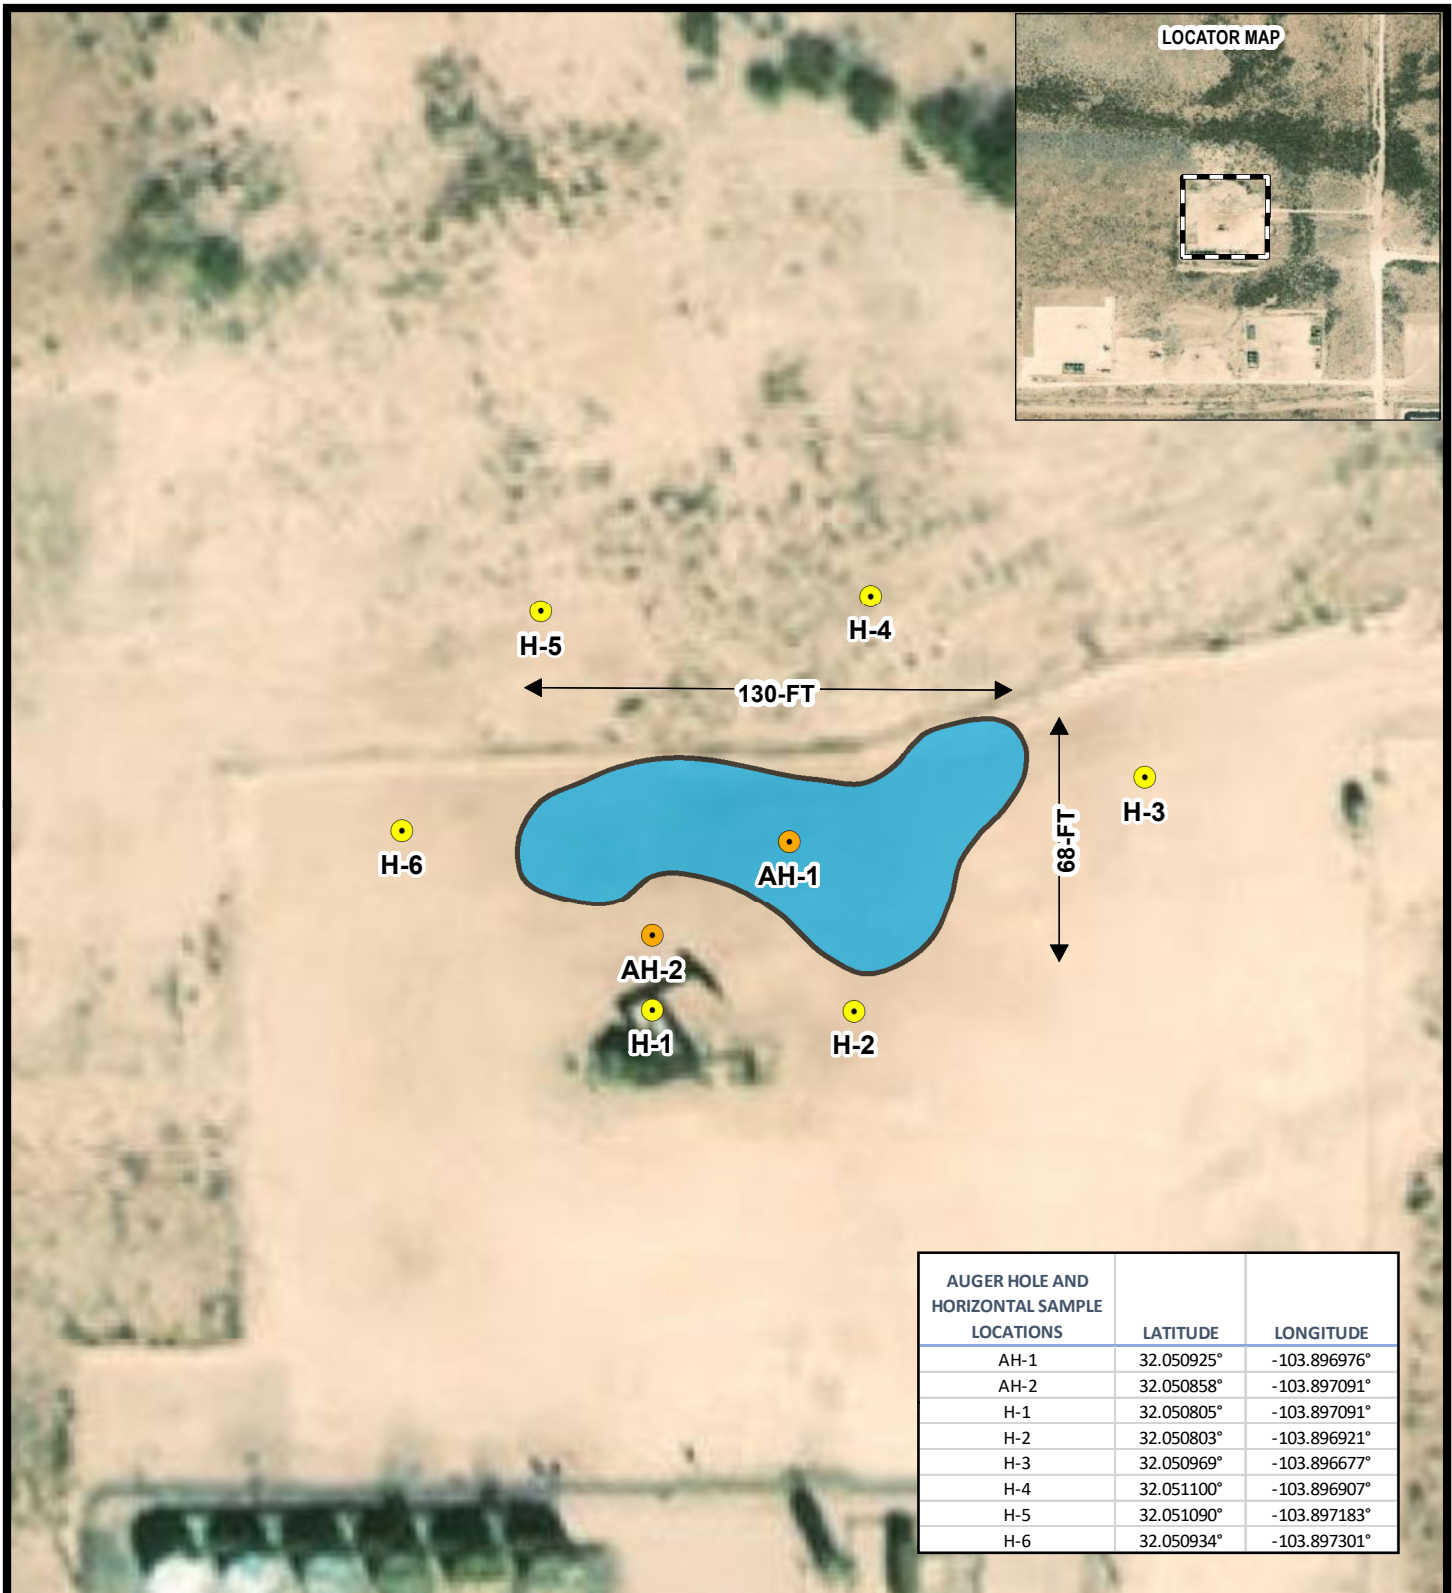 LOCATOR MAP
H-5
H-4
130-FT
H-3
68-FT
H-6
AH-1
AH-2
H-1
H-2
AUGER HOLE AND
HORIZONTAL SAMPLE
LOCATIONS LATITUDE LONGITUDE
AH-1 32.050925° -103.896976°
AH-2 32.050858° -103.897091°
H-1 32.050805° -103.897091°
H-2 32.050803° -103.896921°
H-3 32.050969° -103.896677°
H-4 32.051100° -103.896907°
H-5 32.051090° -103.897183°
H-6 32.050934° -103.897301°